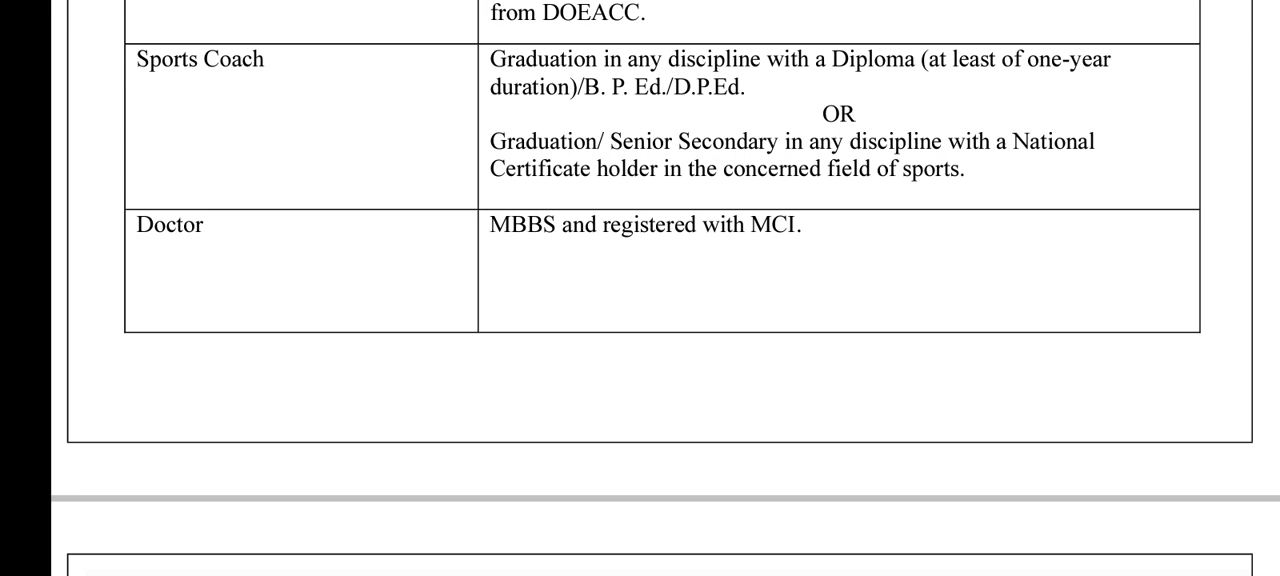 from DOEACC.
Sports Coach
Graduation in any discipline with a Diploma (at least of one-year
duration)/B. P. Ed./D.P.Ed.
OR
Graduation/ Senior Secondary in any discipline with a National
Certificate holder in the concerned field of sports.
Doctor
MBBS and registered with MCI.